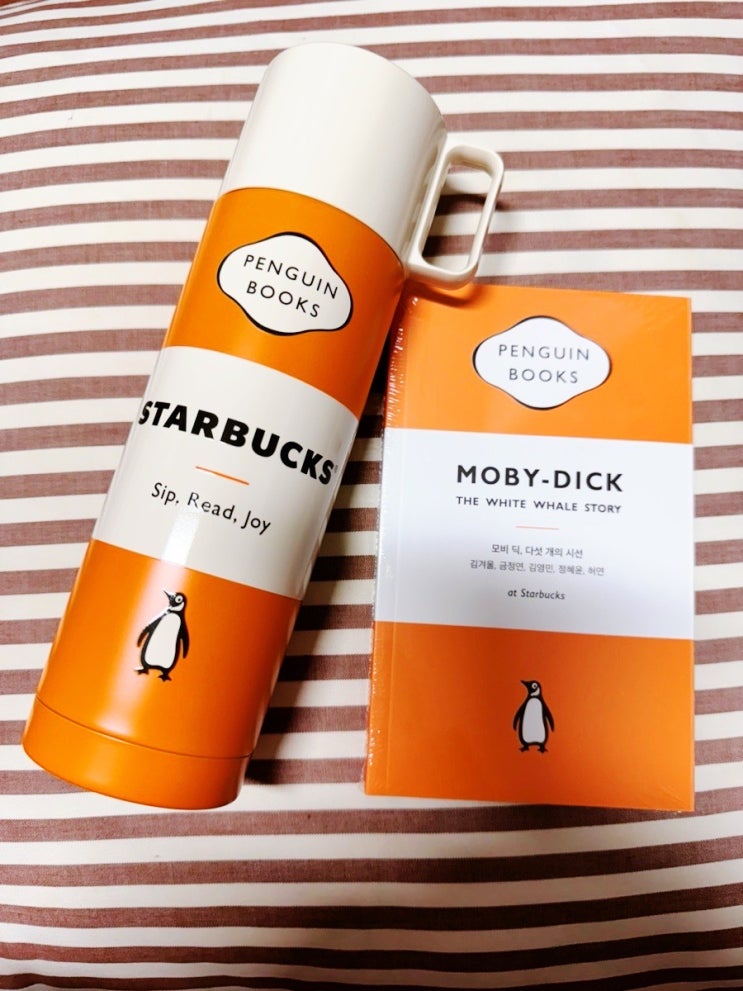 PENGUIN
BOOKS
STARBUCKS®
Sip, Read, Joy
PENGUIN
BOOKS
MOBY-DICK
THE WHITE WHALE STORY
모비 딕, 다섯 개의 시선
김겨울, 금정연, 김영민, 정혜윤, 허연
at Starbucks